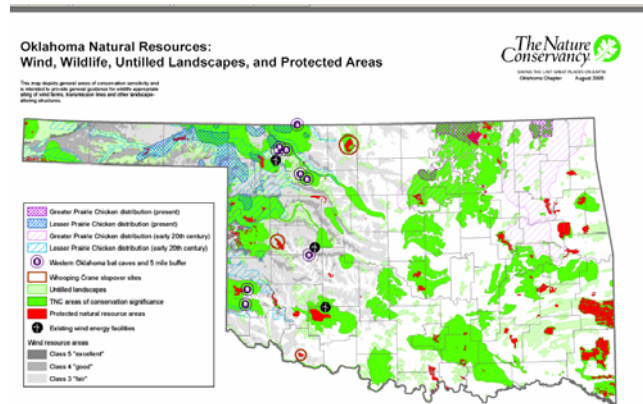 Oklahoma Natural Resources:
Wind, Wildlife, Untilled Landscapes, and Protected Areas
The Nature
Conservancy
SAVING THE LAST GREAT PLACES ON EARTH
Oklahoma Chapter August 2005
This map depicts general areas of conservation sensitivity and
is intended to provide general guidance for wildlife appropriate
siting of wind farms, transmission lines and other landscape-
altering structures.
Greater Prairie Chicken distribution (present)
Lesser Prairie Chicken distribution (present)
Greater Prairie Chicken distribution (early 20th century)
Lesser Prairie Chicken distribution (early 20th century)
Western Oklahoma bat caves and 5 mile buffer
Whooping Crane stopover sites
Untilled landscapes
TNC areas of conservation significance
Protected natural resource areas
Existing wind energy facilities
Wind resource areas
Class 5 "excellent"
Class 4 "good"
Class 3 "fair"